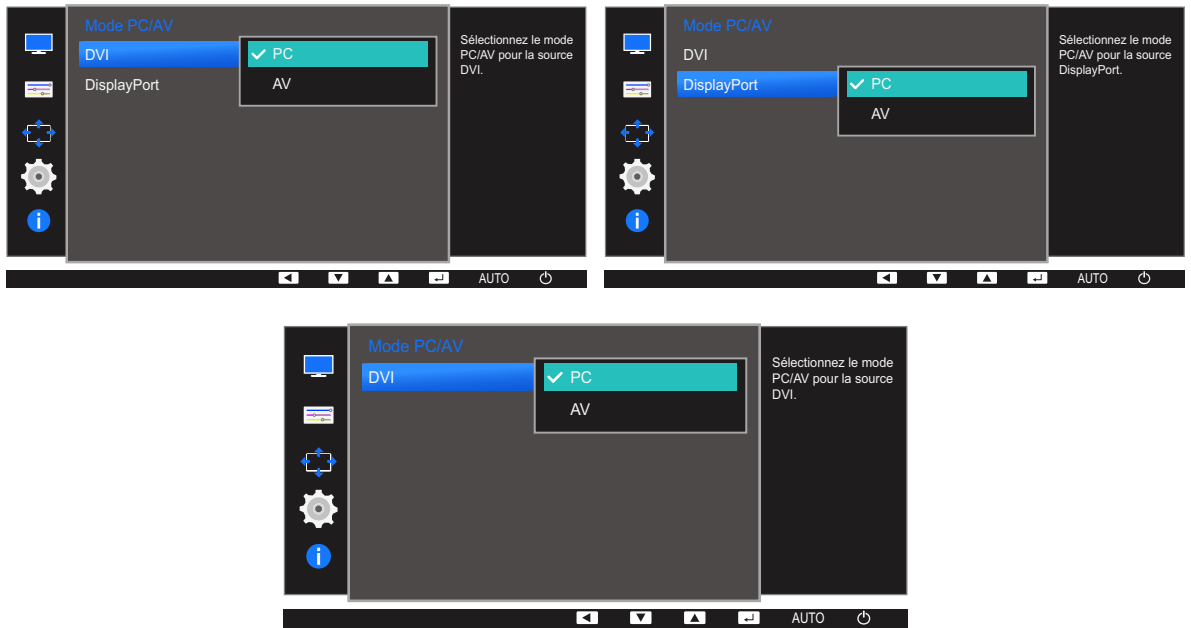 Mode PC/AV
DVI
PC
DisplayPort
AV
Sélectionnez le mode
PC/AV pour la source
DVI.
AUTO
Mode PC/AV
DVI
DisplayPort
PC
AV
Sélectionnez le mode
PC/AV pour la source
DisplayPort.
AUTO
Mode PC/AV
DVI
PC
AV
Sélectionnez le mode
PC/AV pour la source
DVI.
AUTO